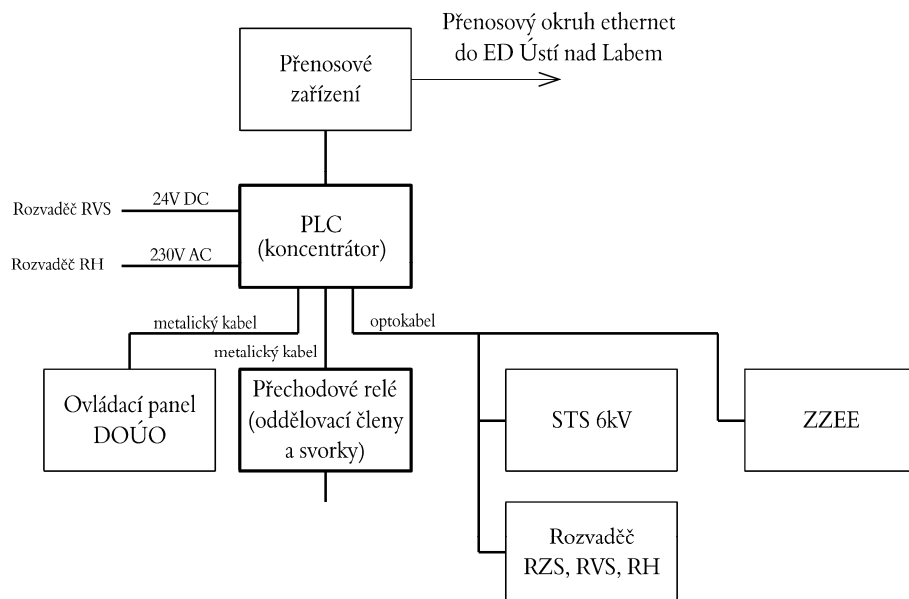 Přenosový okruh ethernet
do ED Ústí nad Labem
Přenosové
zařízení
Rozvaděč RVS
24V DC
PLC
(koncentrátor)
Rozvaděč RH
230V AC
metalický kabel
optokabel
metalický kabel
Ovládací panel
DOÚO
Přechodové relé
(oddělovací členy
a svorky)
STS 6kV
ZZEE
Rozvaděč
RZS, RVS, RH